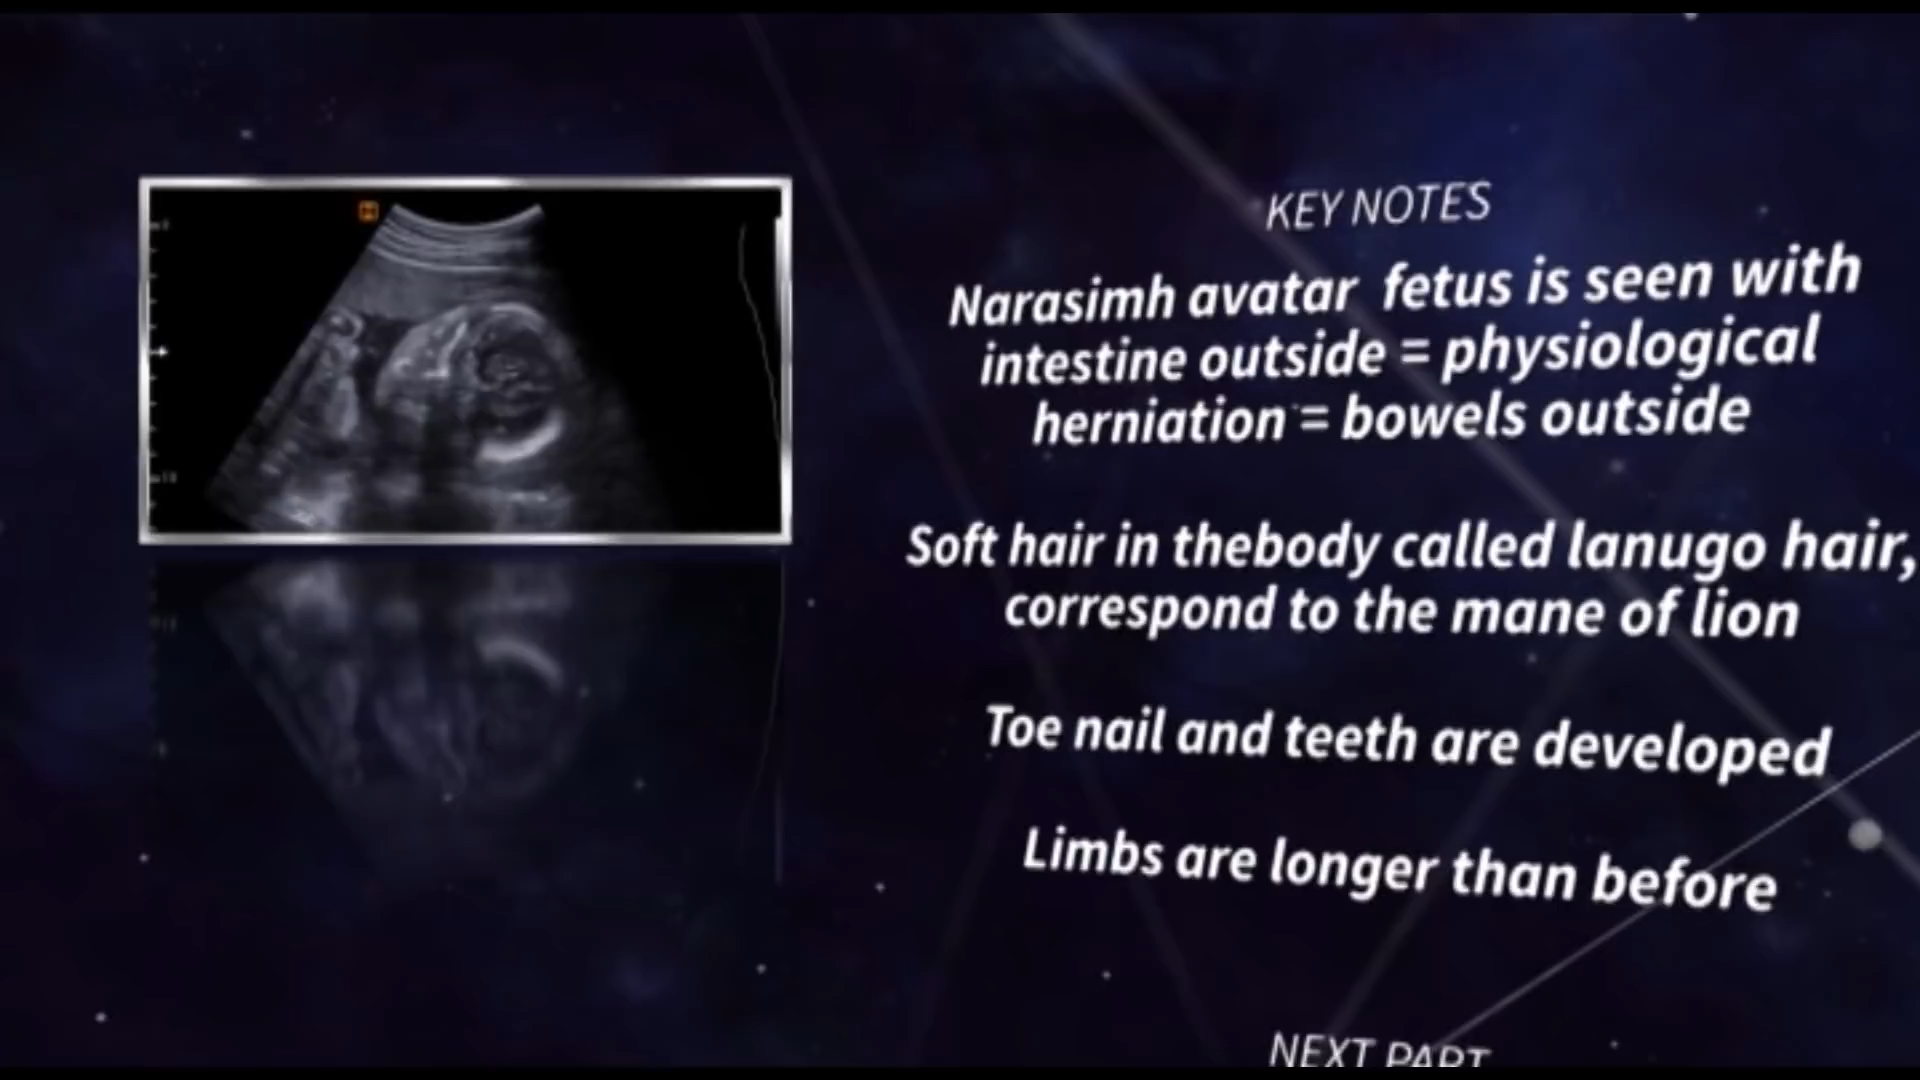 KEY NOTES
Narasimh avatar fetus is seen with
intestine outside = physiological
herniation = bowels outside
Soft hair in thebody called lanugo hair,
correspond to the mane of lion
Toe nail and teeth are developed
Limbs are longer than before
NEXT PART